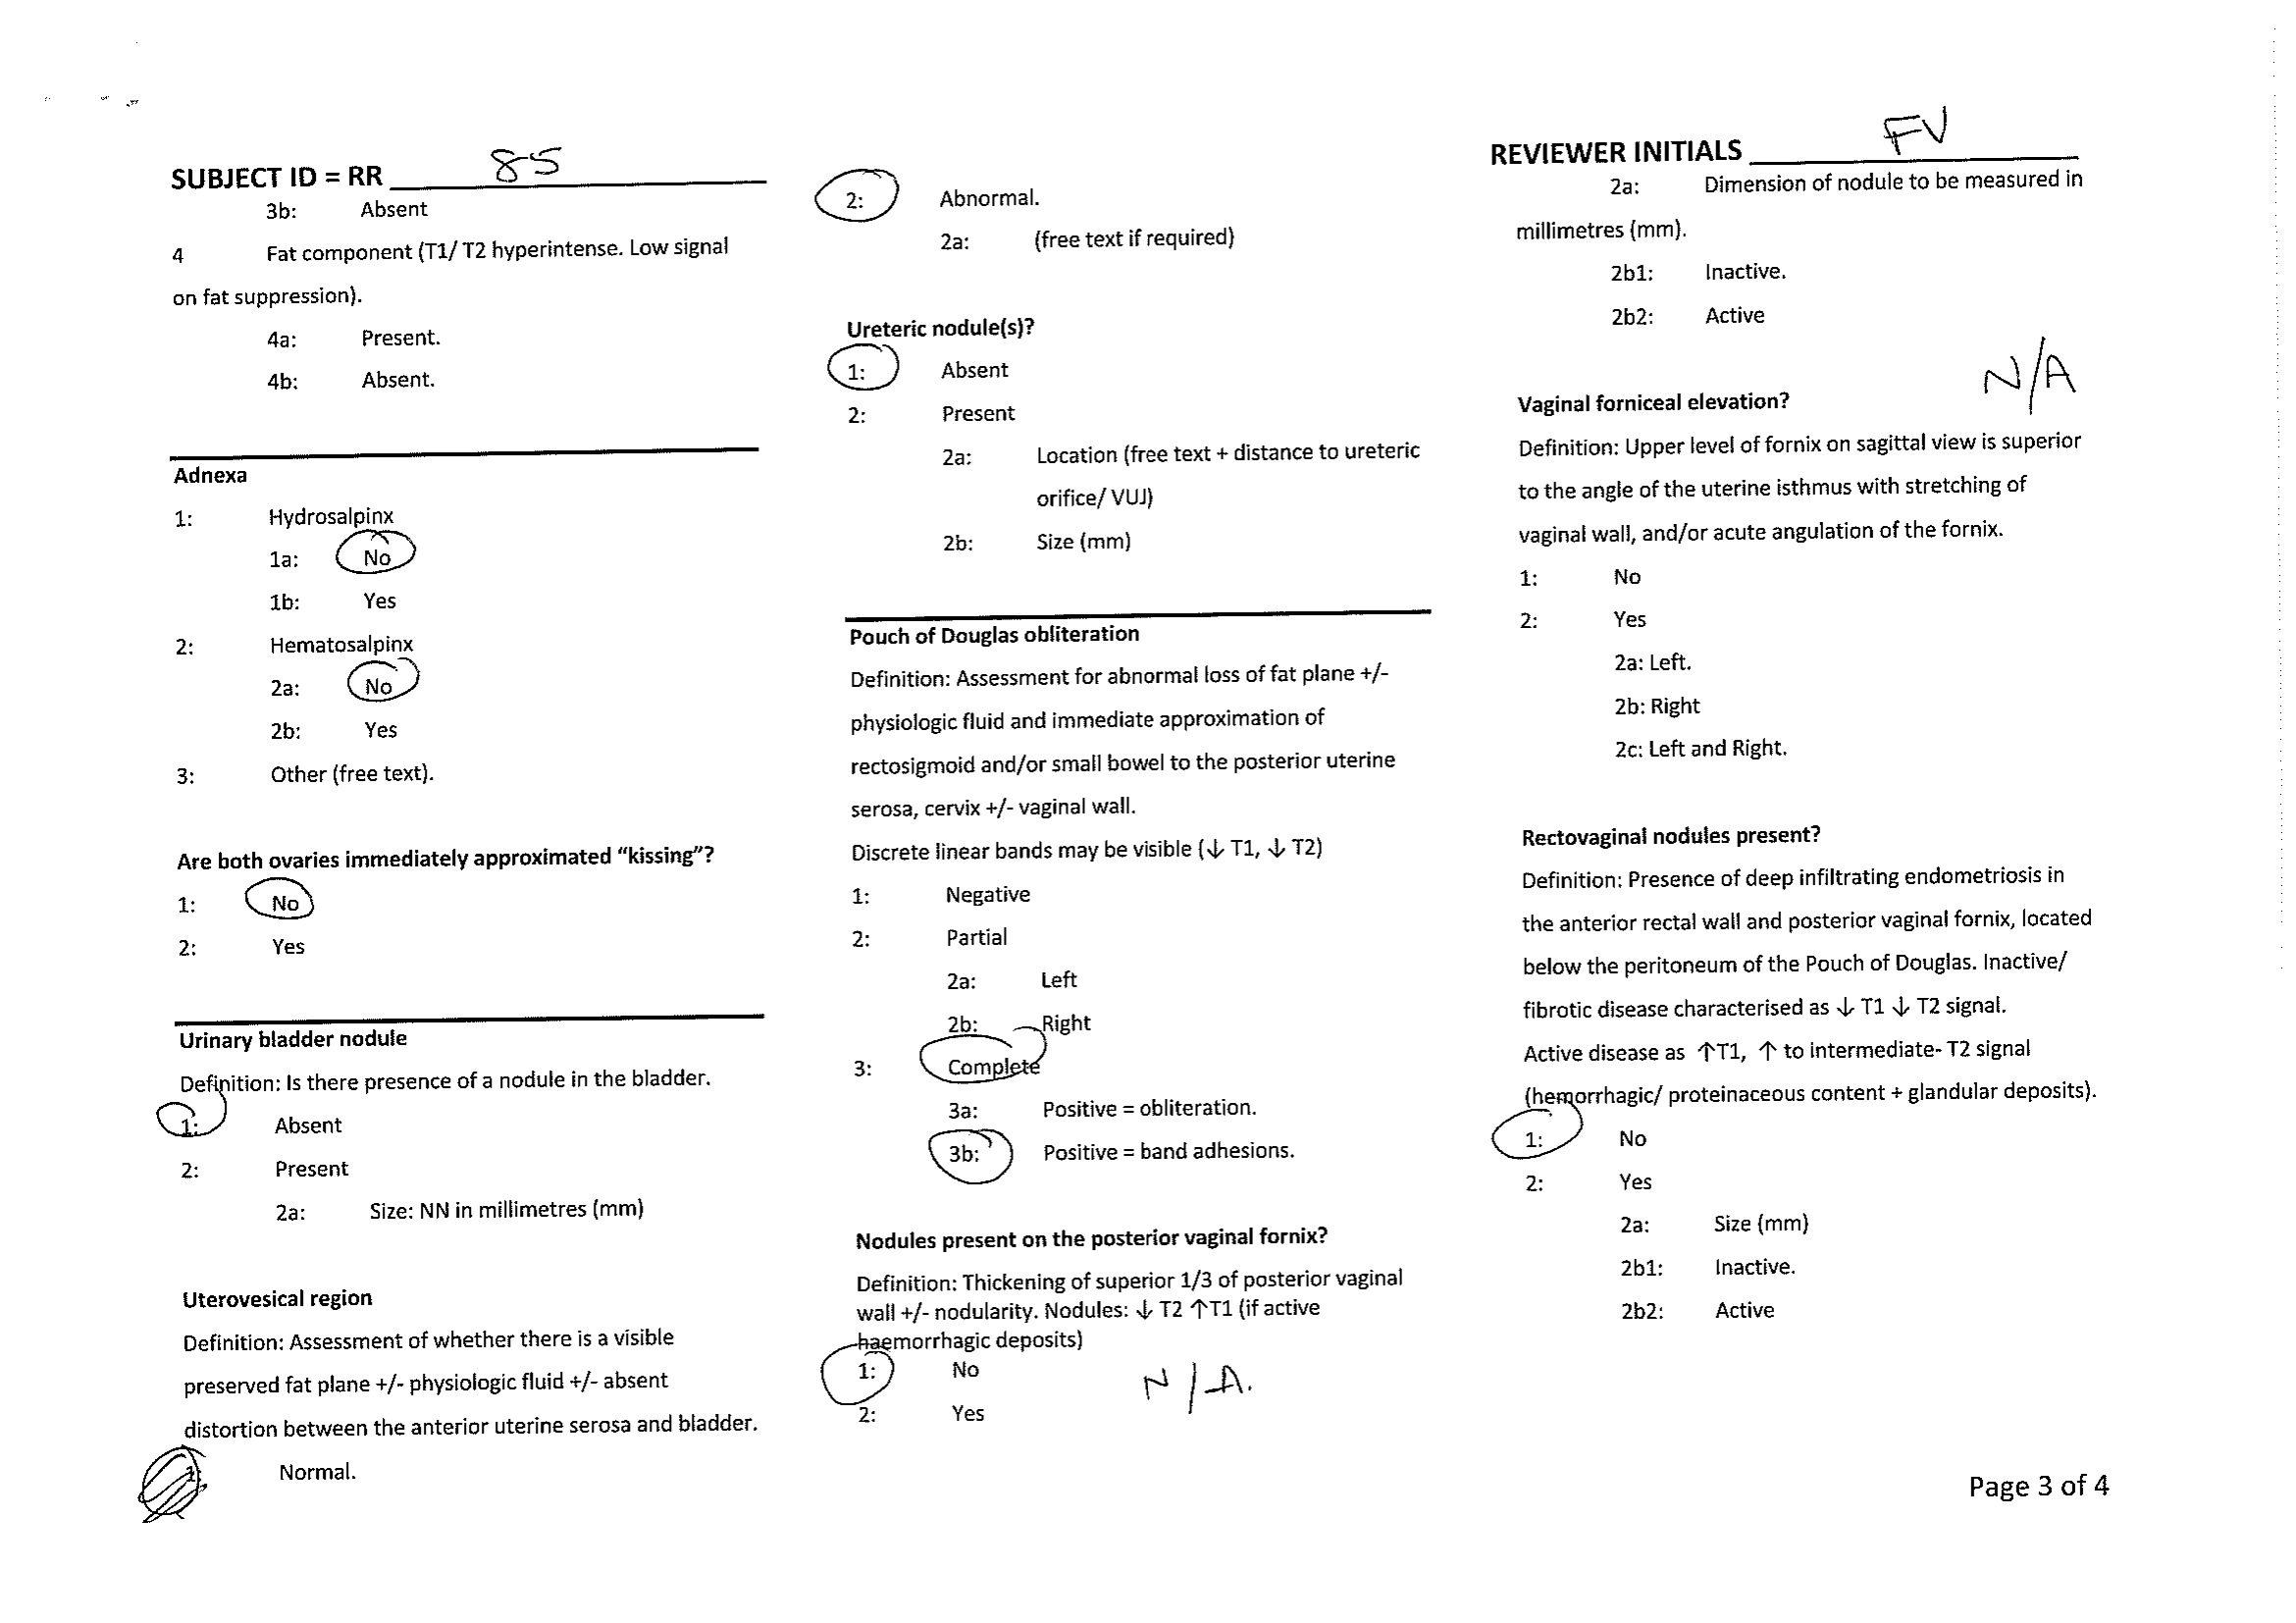 SUBJECT ID = RR 85
3b: Absent
4 Fat component (T1/ T2 hyperintense. Low signal
on fat suppression).
4a: Present.
4b: Absent.
Adnexa
1: Hydrosalpinx
1a: No
1b: Yes
2: Hematosalpinx
2a: No
2b: Yes
3: Other (free text).
Are both ovaries immediately approximated “kissing”?
1: No
2: Yes
Urinary bladder nodule
Definition: Is there presence of a nodule in the bladder.
1: Absent
2: Present
2a: Size: NN in millimetres (mm)
Uterovesical region
Definition: Assessment of whether there is a visible
preserved fat plane +/- physiologic fluid +/- absent
distortion between the anterior uterine serosa and bladder.
1: Normal.
2: Abnormal.
2a: (free text if required)
Ureteric nodule(s)?
1: Absent
2: Present
2a: Location (free text + distance to ureteric
orifice/ VUJ)
2b: Size (mm)
Pouch of Douglas obliteration
Definition: Assessment for abnormal loss of fat plane +/-
physiologic fluid and immediate approximation of
rectosigmoid and/or small bowel to the posterior uterine
serosa, cervix +/- vaginal wall.
Discrete linear bands may be visible (↓ T1, ↓ T2)
1: Negative
2: Partial
2a: Left
2b: Right
3: Complete
3a: Positive = obliteration.
3b: Positive = band adhesions.
Nodules present on the posterior vaginal fornix?
Definition: Thickening of superior 1/3 of posterior vaginal
wall +/- nodularity. Nodules: ↓ T2 ↑T1 (if active
haemorrhagic deposits)
1: No
N/A.
2: Yes
REVIEWER INITIALS FV
2a: Dimension of nodule to be measured in
millimetres (mm).
2b1: Inactive.
2b2: Active
N/A
Vaginal forniceal elevation?
Definition: Upper level of fornix on sagittal view is superior
to the angle of the uterine isthmus with stretching of
vaginal wall, and/or acute angulation of the fornix.
1: No
2: Yes
2a: Left.
2b: Right
2c: Left and Right.
Rectovaginal nodules present?
Definition: Presence of deep infiltrating endometriosis in
the anterior rectal wall and posterior vaginal fornix, located
below the peritoneum of the Pouch of Douglas. Inactive/
fibrotic disease characterised as ↓ T1 ↓ T2 signal.
Active disease as ↑T1, ↑ to intermediate- T2 signal
(hemorrhagic/ proteinaceous content + glandular deposits).
1: No
2: Yes
2a: Size (mm)
2b1: Inactive.
2b2: Active
Page 3 of 4